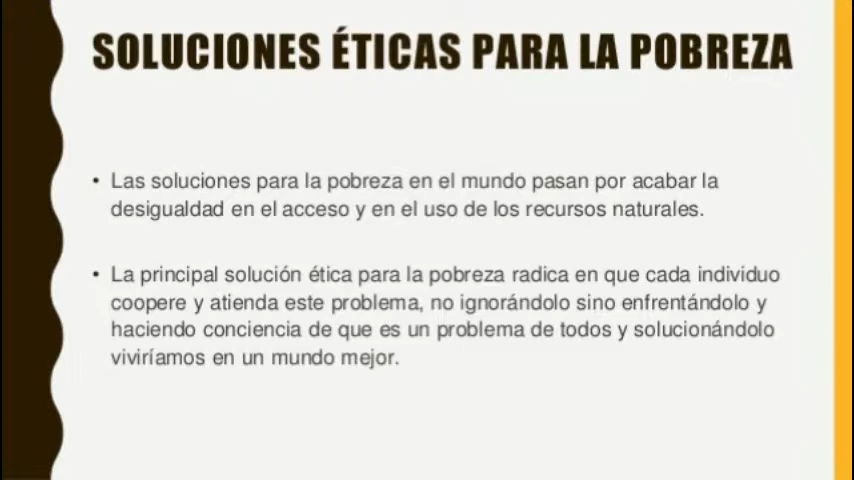 SOLUCIONES ÉTICAS PARA LA POBREZA
• Las soluciones para la pobreza en el mundo pasan por acabar la
desigualdad en el acceso y en el uso de los recursos naturales.
• La principal solución ética para la pobreza radica en que cada individuo
coopere y atienda este problema, no ignorándolo sino enfrentándolo y
haciendo conciencia de que es un problema de todos y solucionándolo
viviríamos en un mundo mejor.